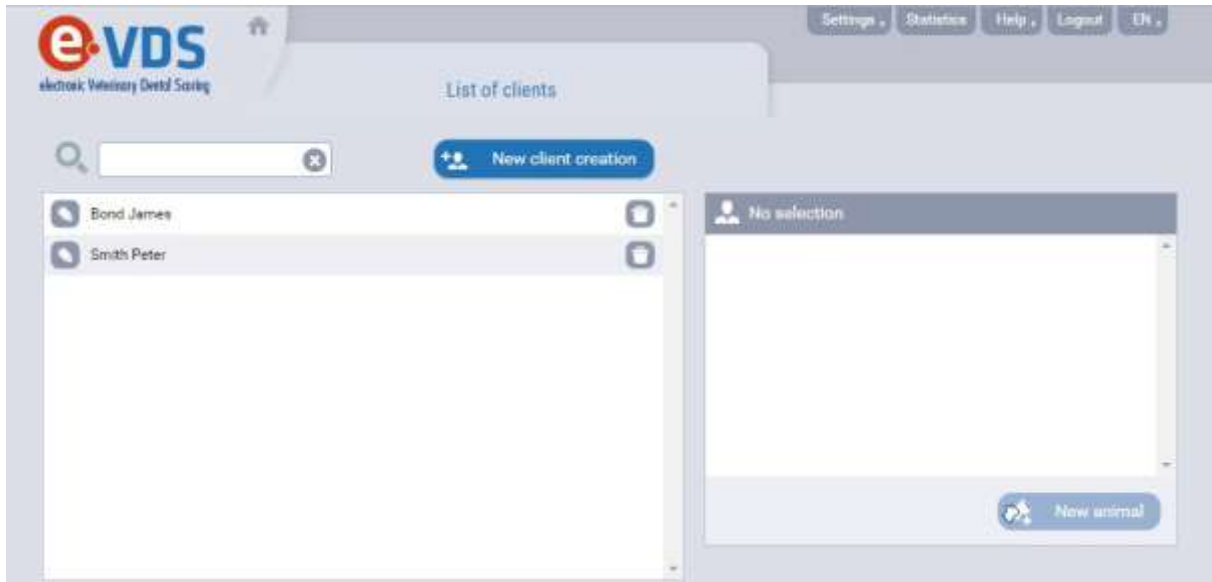 e•VDS
electronic Veterinary Dental Scoring
Settings
Statistics
Help
Logout
EN
List of clients
New client creation
Bond James
Smith Peter
No selection
New animal